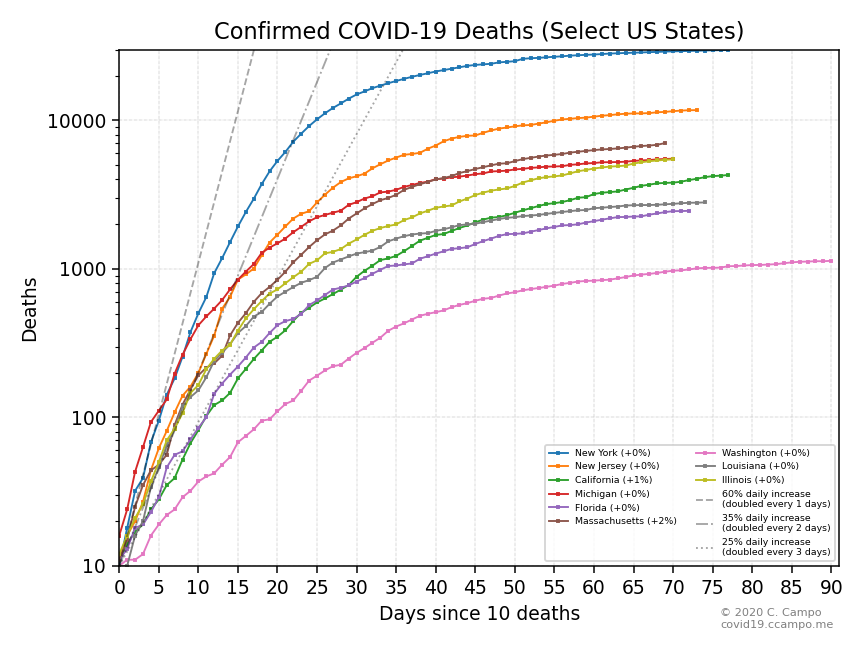 Confirmed COVID-19 Deaths (Select US States)
Deaths
10000
1000
100
10
0 5 10 15 20 25 30 35 40 45 50 55 60 65 70 75 80 85 90
Days since 10 deaths
New York (+0%)
New Jersey (+0%)
California (+1%)
Michigan (+0%)
Florida (+0%)
Massachusetts (+2%)
Washington (+0%)
Louisiana (+0%)
Illinois (+0%)
60% daily increase
(doubled every 1 days)
35% daily increase
(doubled every 2 days)
25% daily increase
(doubled every 3 days)
© 2020 C. Campo
covid19.ccampo.me